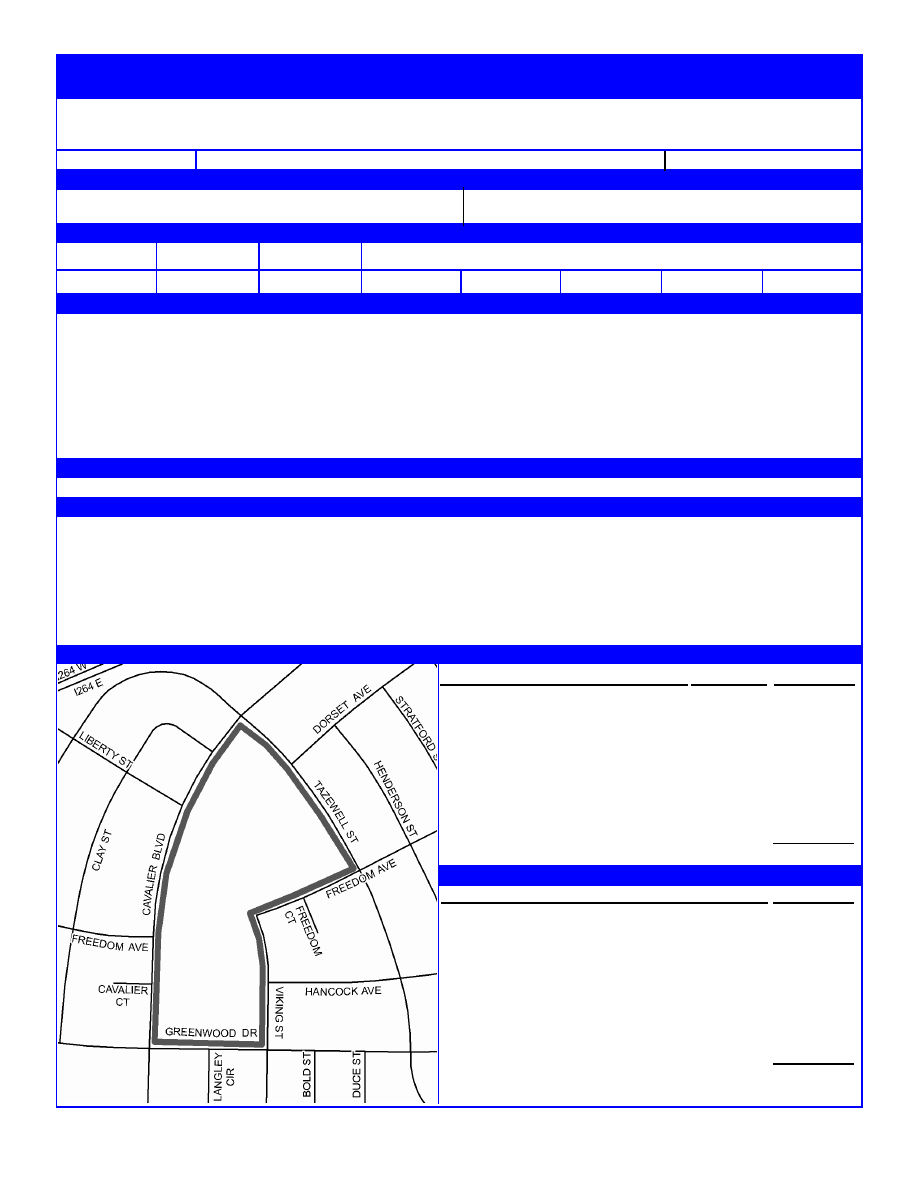 I264 W
I264 E
LIBERTY ST
DORSET AVE
STRATFORD S
HENDERSON ST
TAZEWELL ST
CLAY ST
CAVALIER BLVD
FREEDOM AVE
FREEDOM CT
FREEDOM AVE
CAVALIER
CT
HANCOCK AVE
VIKING ST
GREENWOOD DR
LANGLEY
CIR
BOLD ST
DUCE ST